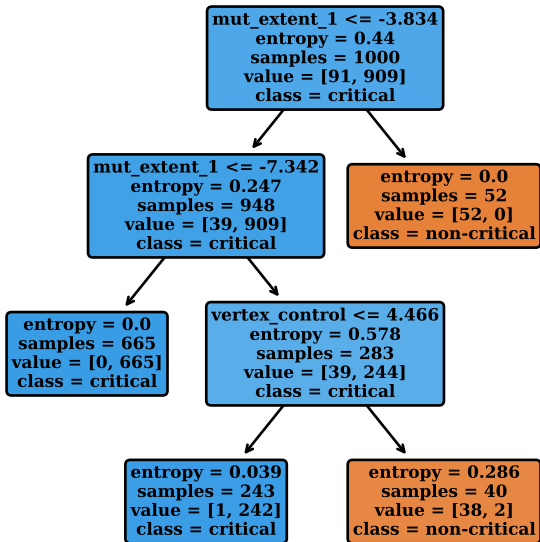 mut_extent_1 <= -3.834
entropy = 0.44
samples = 1000
value = [91, 909]
class = critical
mut_extent_1 <= -7.342
entropy = 0.247
samples = 948
value = [39, 909]
class = critical
entropy = 0.0
samples = 52
value = [52, 0]
class = non-critical
entropy = 0.0
samples = 665
value = [0, 665]
class = critical
vertex_control <= 4.466
entropy = 0.578
samples = 283
value = [39, 244]
class = critical
entropy = 0.039
samples = 243
value = [1, 242]
class = critical
entropy = 0.286
samples = 40
value = [38, 2]
class = non-critical